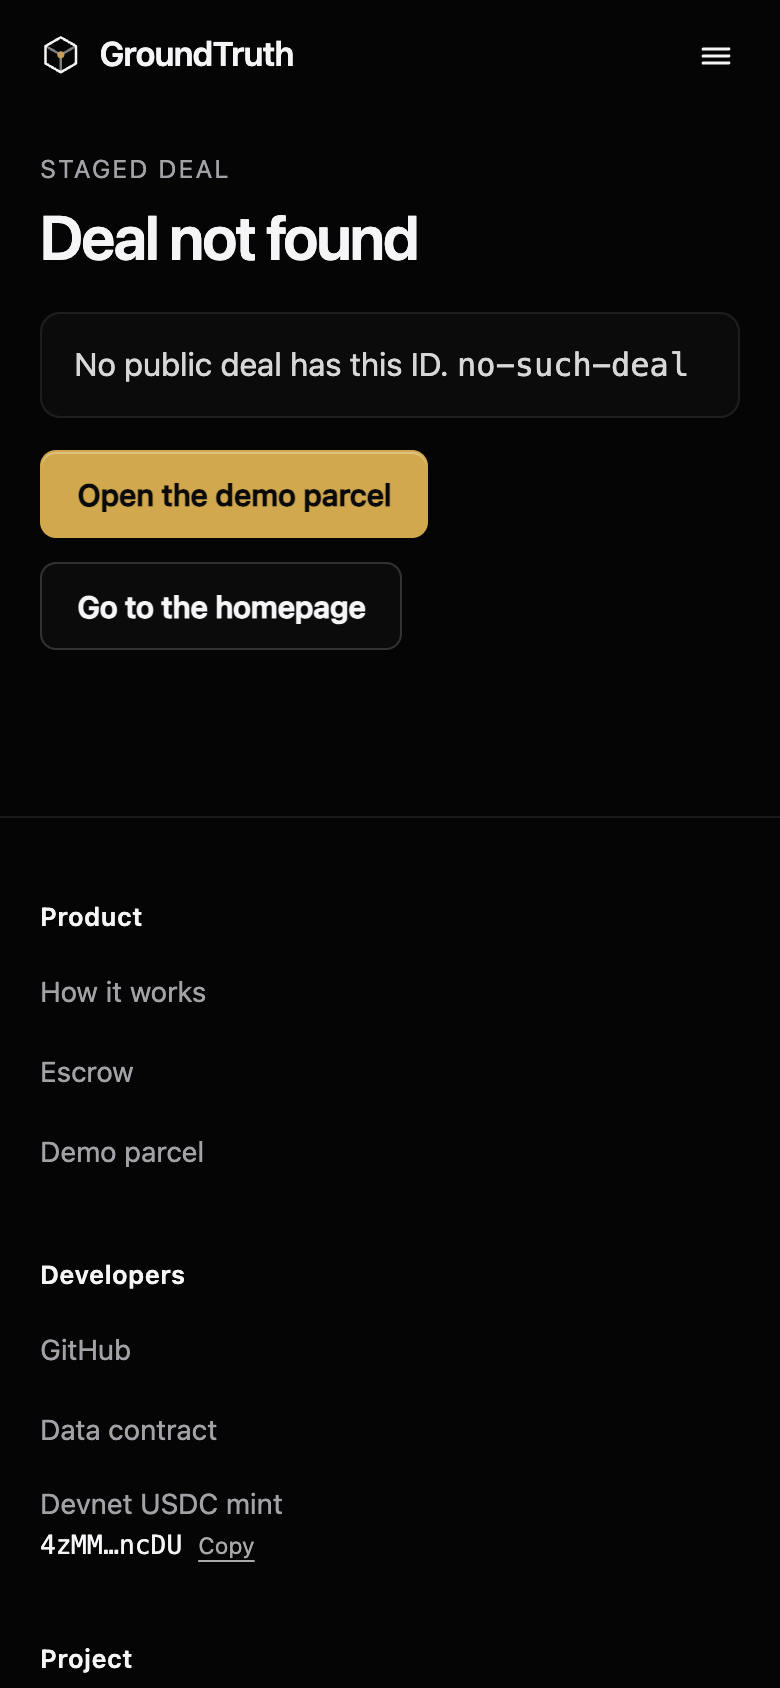 GroundTruth
STAGED DEAL
Deal not found
No public deal has this ID. no-such-deal
Open the demo parcel
Go to the homepage
Product
How it works
Escrow
Demo parcel
Developers
GitHub
Data contract
Devnet USDC mint
4zMM…ncDU Copy
Project